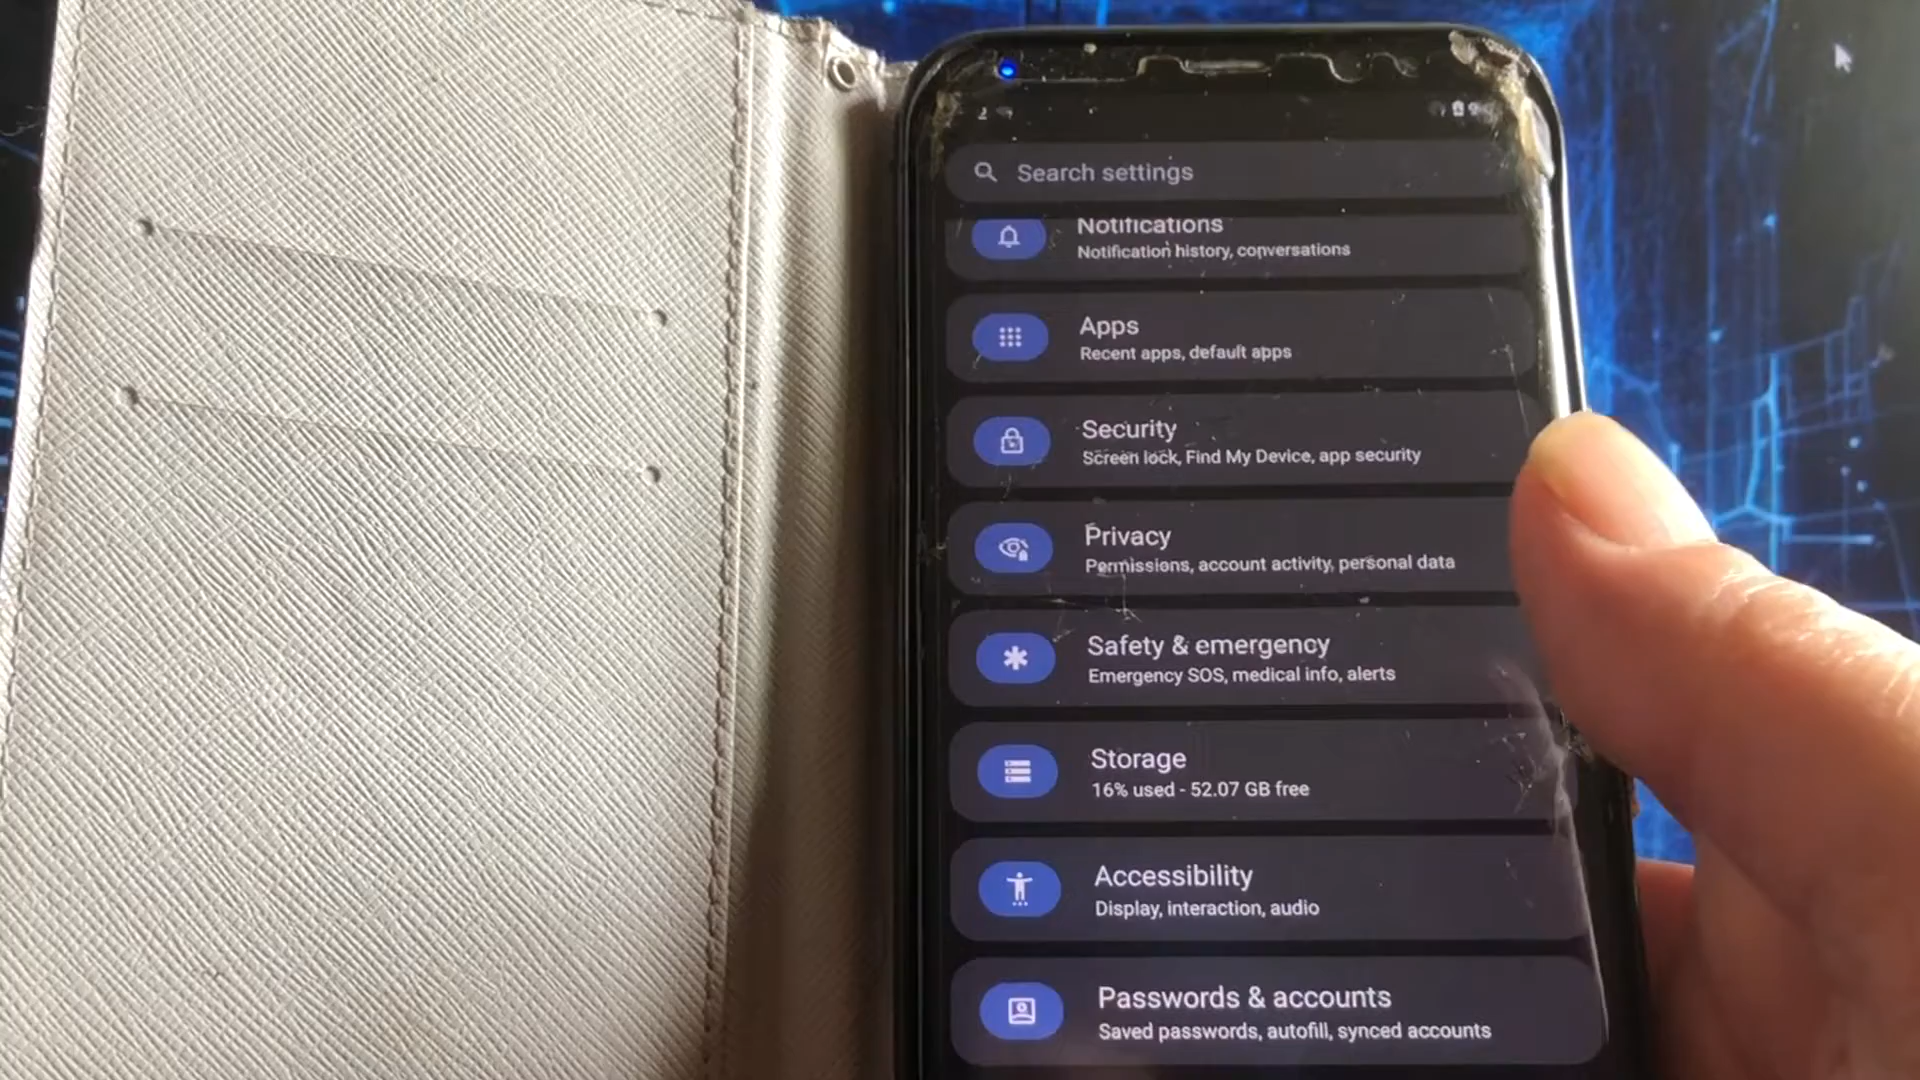 Search settings
Notifications
Notification history, conversations
Apps
Recent apps, default apps
Security
Screen lock, Find My Device, app security
Privacy
Permissions, account activity, personal data
Safety & emergency
Emergency SOS, medical info, alerts
Storage
16% used - 52.07 GB free
Accessibility
Display, interaction, audio
Passwords & accounts
Saved passwords, autofill, synced accounts